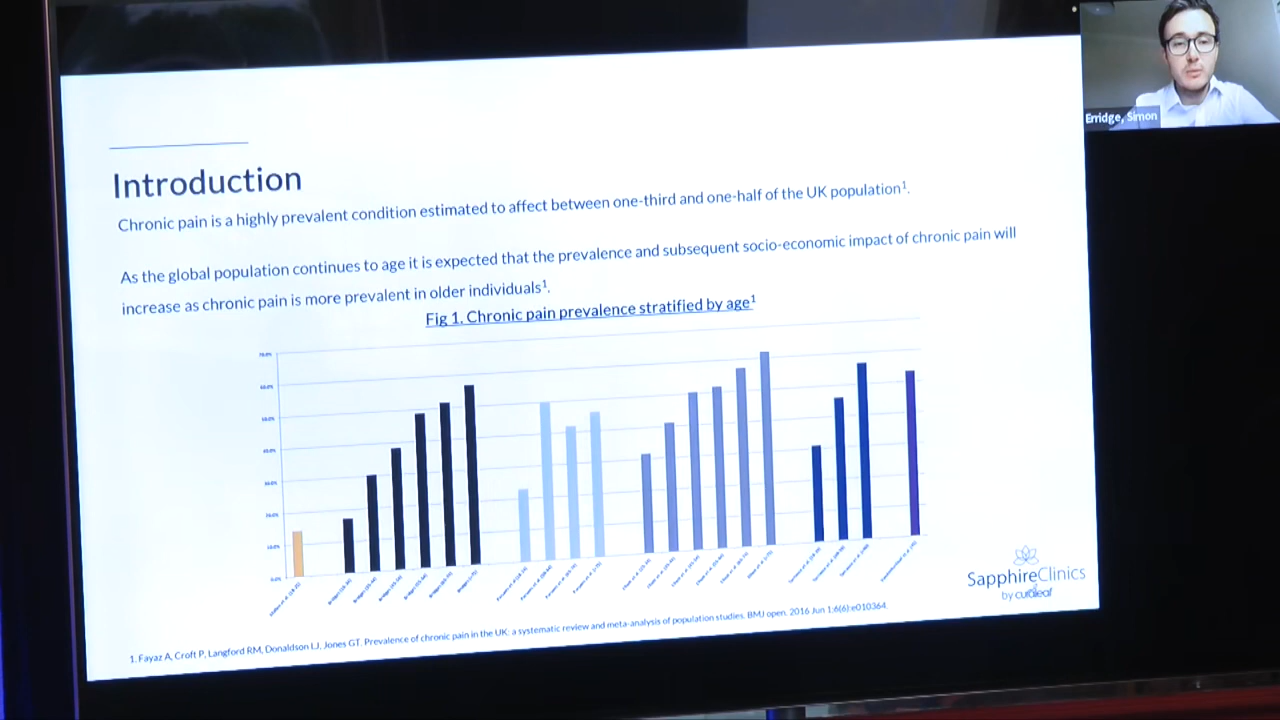 Erridge, Simon
Introduction
Chronic pain is a highly prevalent condition estimated to affect between one-third and one-half of the UK population¹.
As the global population continues to age it is expected that the prevalence and subsequent socio-economic impact of chronic pain will
increase as chronic pain is more prevalent in older individuals¹.
Fig 1. Chronic pain prevalence stratified by age¹
SapphireClinics
by curaleaf
1. Fayaz A, Croft P, Langford RM, Donaldson LJ, Jones GT. Prevalence of chronic pain in the UK: a systematic review and meta-analysis of population studies. BMJ open. 2016 Jun 1;6(6):e010364.